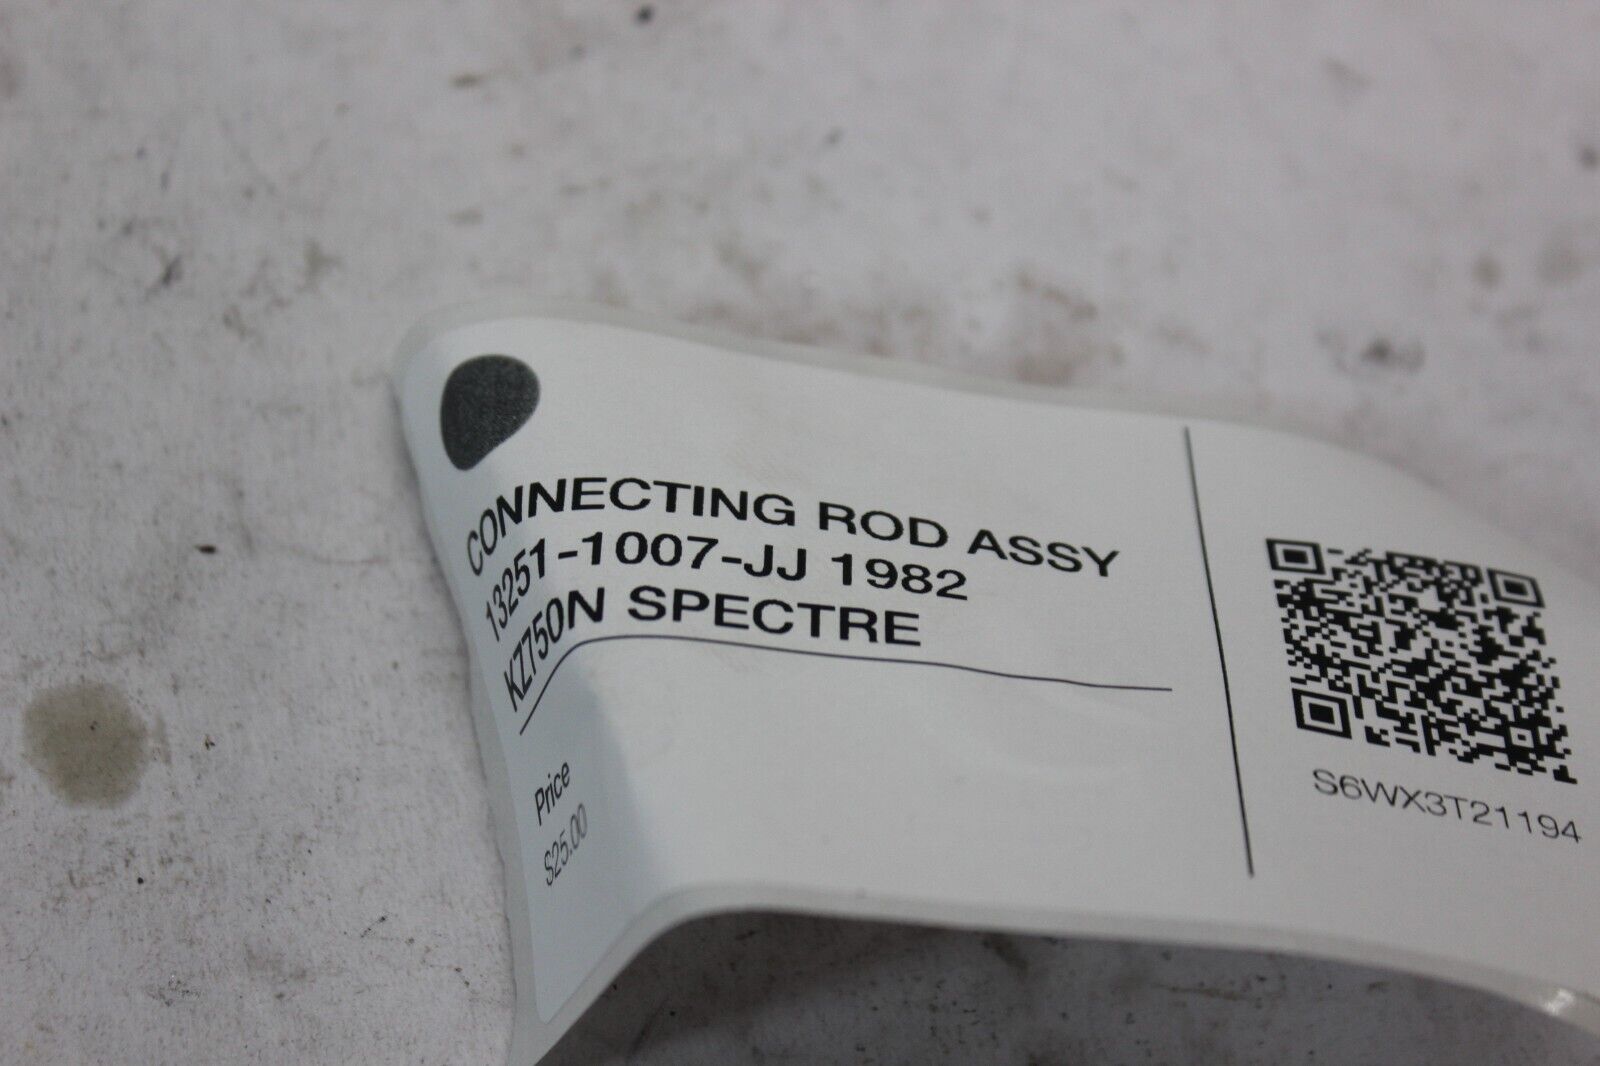 CONNECTING ROD ASSY
13251-1007-JJ 1982
KZ750N SPECTRE
Price
$25.00
S6WX3T21194